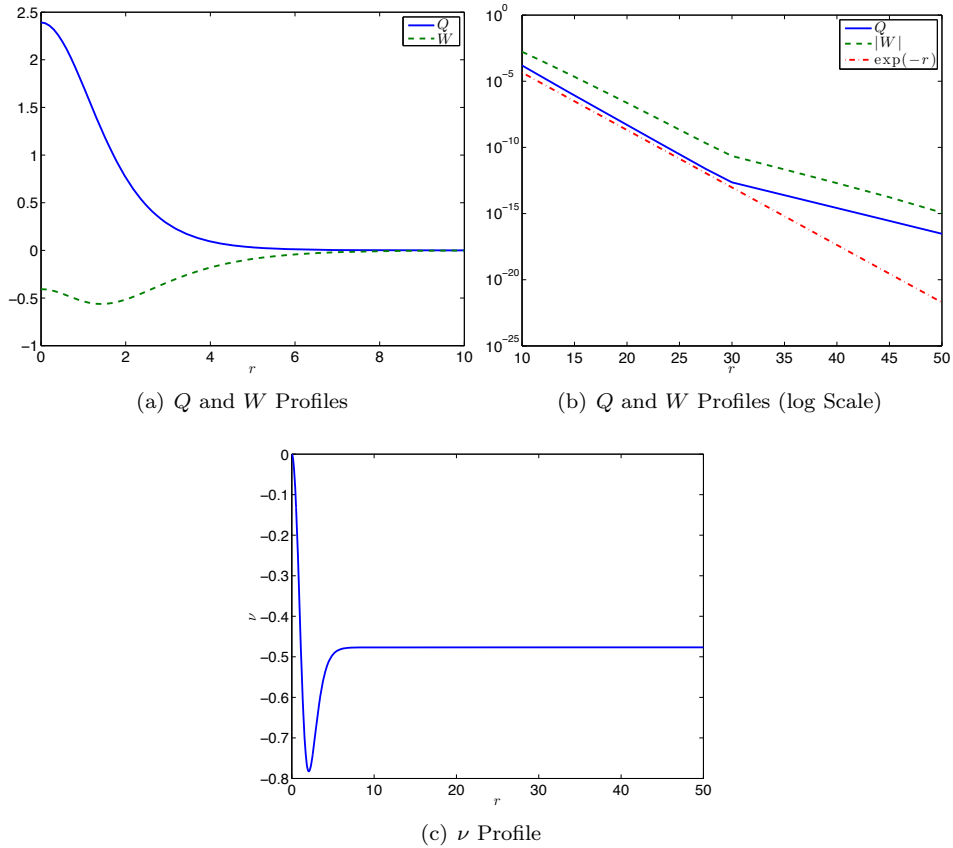 2.5
2
1.5
1
0.5
0
−0.5
−1
0 2 4 6 8 10
r
Q
W
(a) Q and W Profiles
10^0
10^−5
10^−10
10^−15
10^−20
10^−25
10 15 20 25 30 35 40 45 50
r
Q
|W|
exp(−r)
(b) Q and W Profiles (log Scale)
0
−0.1
−0.2
−0.3
−0.4
−0.5
−0.6
−0.7
−0.8
ν
0 10 20 30 40 50
r
(c) ν Profile